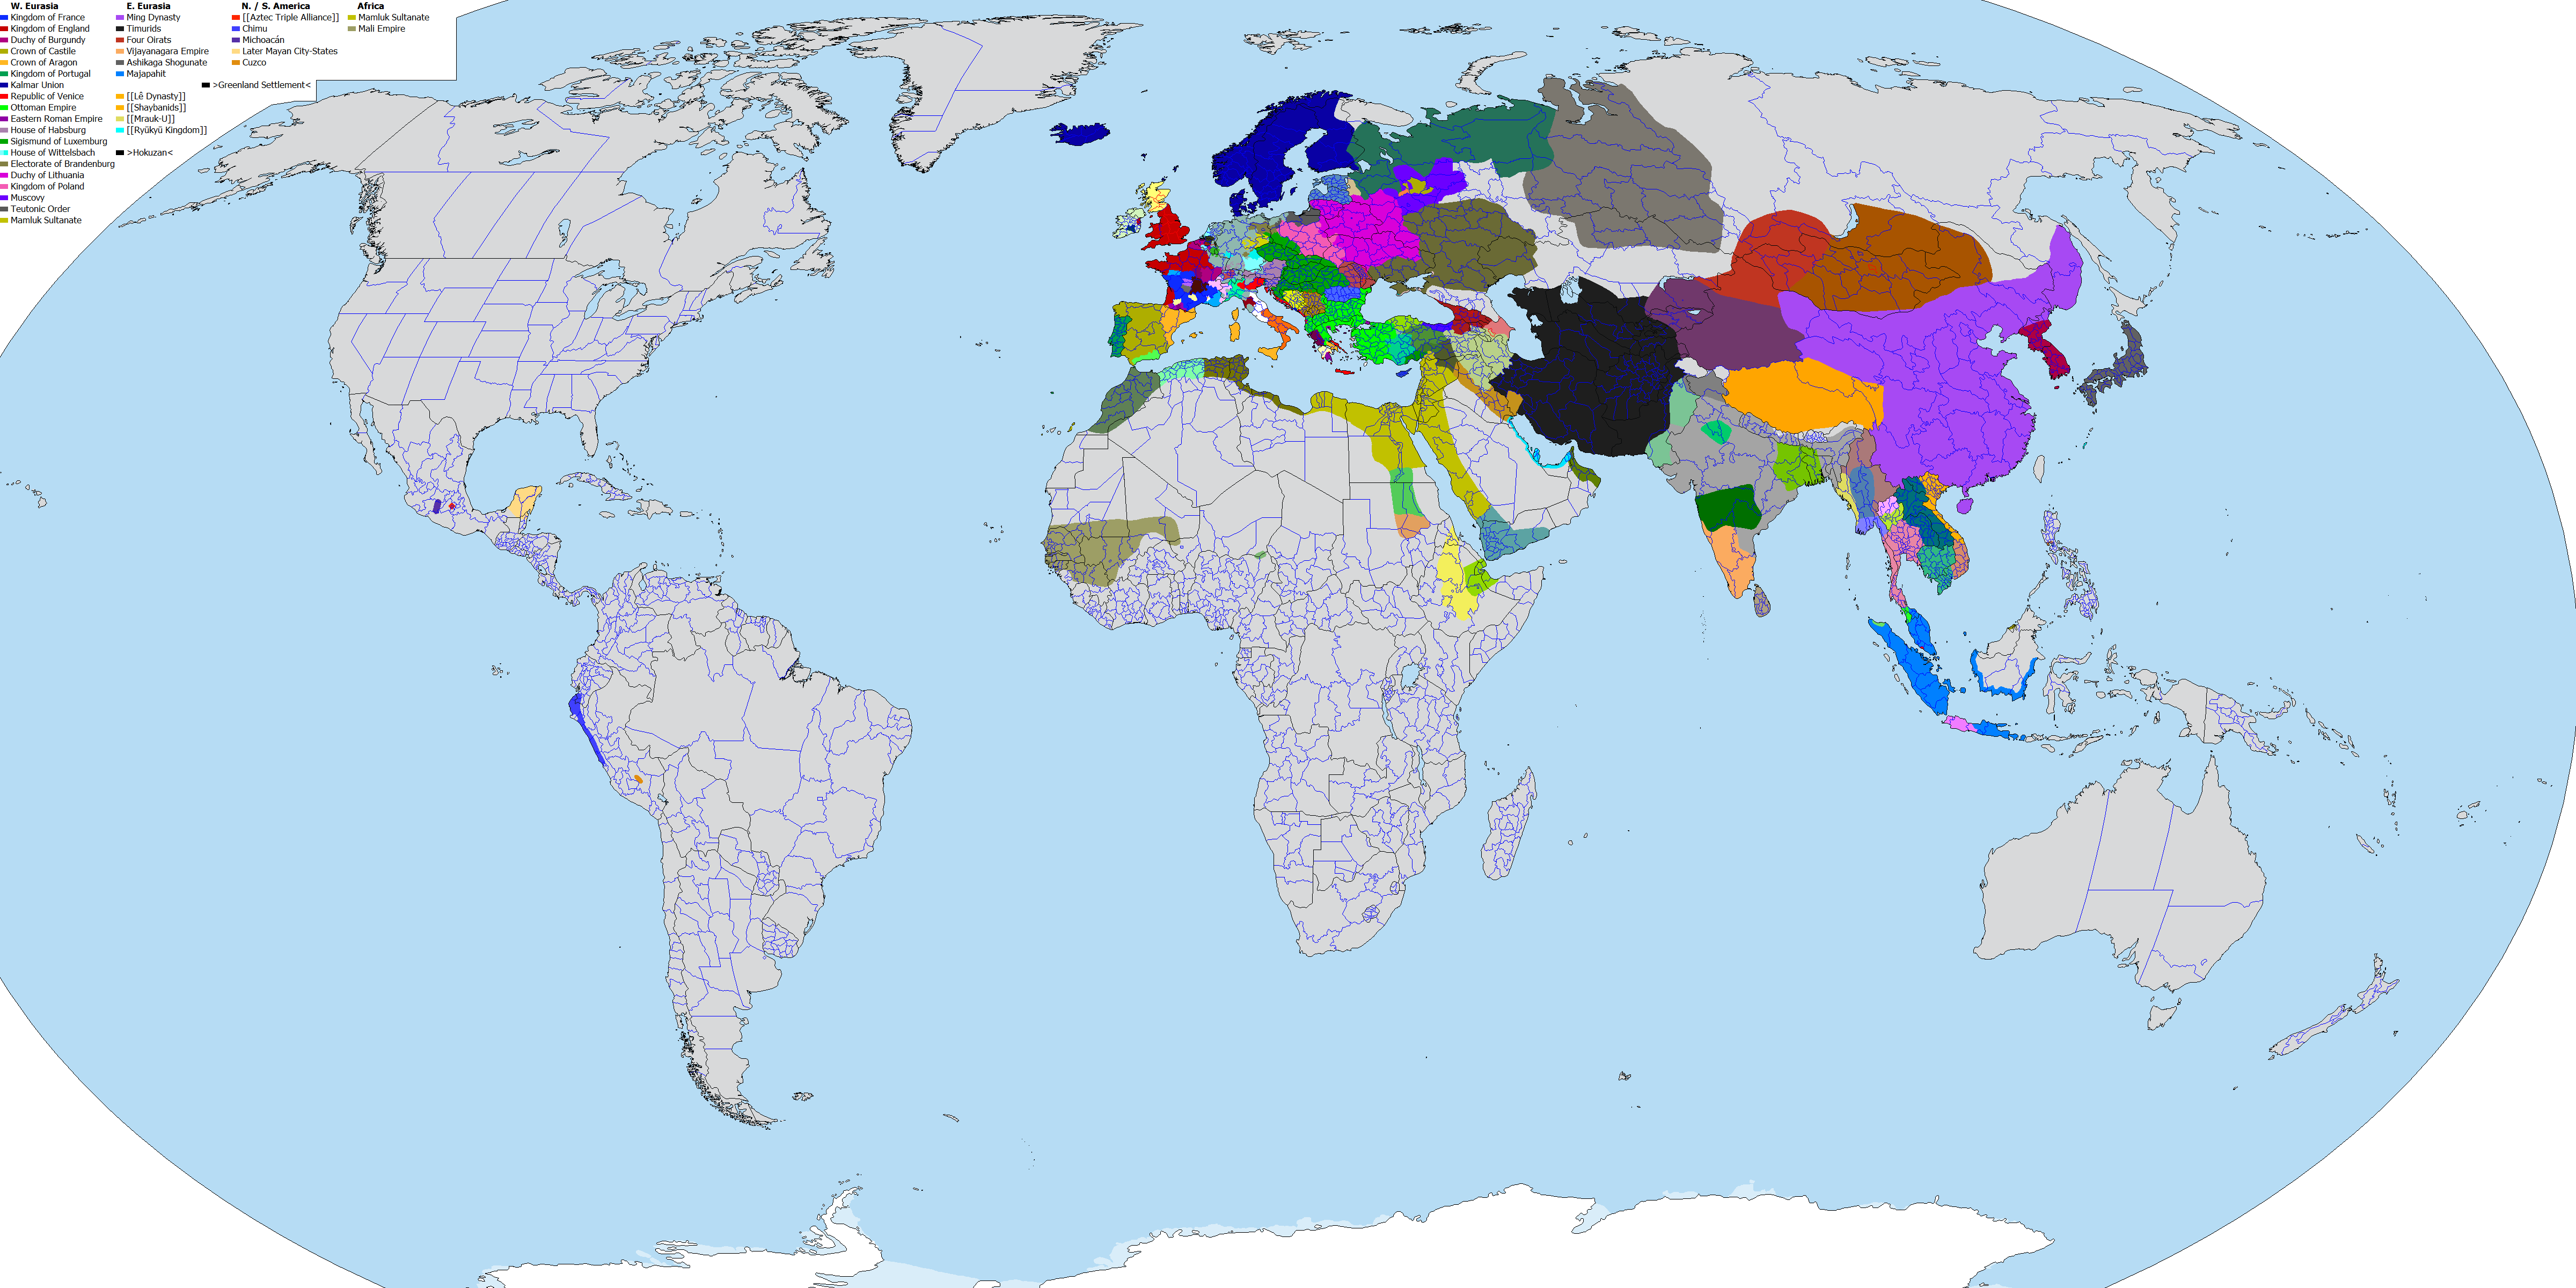 W. Eurasia
Kingdom of France
Kingdom of England
Duchy of Burgundy
Crown of Castile
Crown of Aragon
Kingdom of Portugal
Kalmar Union
Republic of Venice
Ottoman Empire
Eastern Roman Empire
House of Habsburg
Sigismund of Luxemburg
House of Wittelsbach
Electorate of Brandenburg
Duchy of Lithuania
Kingdom of Poland
Muscovy
Teutonic Order
Mamluk Sultanate
E. Eurasia
Ming Dynasty
Timurids
Four Oirats
Vijayanagara Empire
Ashikaga Shogunate
Majapahit
[[Lê Dynasty]]
[[Shaybanids]]
[[Mrauk-U]]
[[Ryūkyū Kingdom]]
>Hokuzan<
N. / S. America
[[Aztec Triple Alliance]]
Chimu
Michoacán
Later Mayan City-States
Cuzco
>Greenland Settlement<
Africa
Mamluk Sultanate
Mali Empire